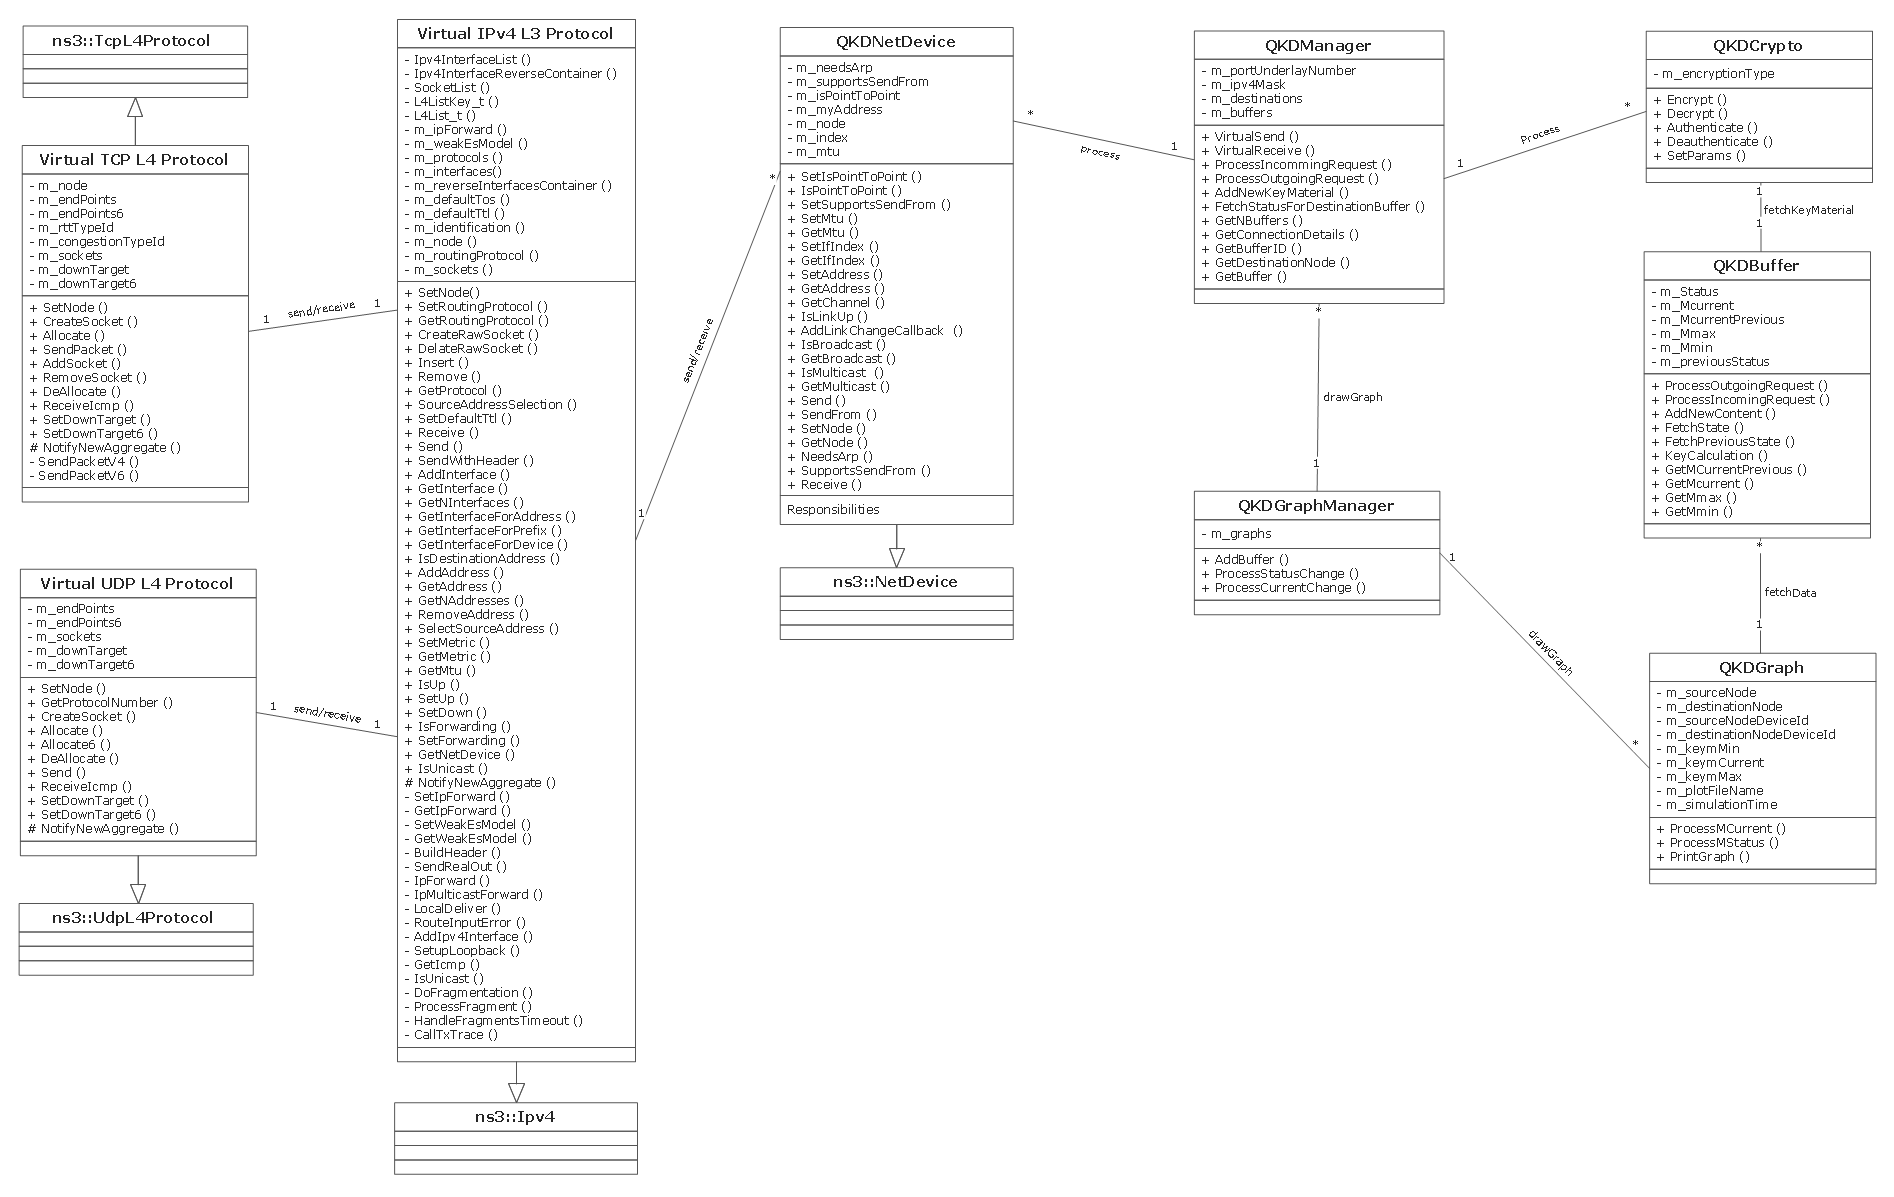 ns3::TcpL4Protocol
Virtual TCP L4 Protocol
- m_node
- m_endPoints
- m_endPoints6
- m_rttTypeId
- m_congestionTypeId
- m_sockets
- m_downTarget
- m_downTarget6
+ SetNode ()
+ CreateSocket ()
+ Allocate ()
+ SendPacket ()
+ AddSocket ()
+ RemoveSocket ()
+ DeAllocate ()
+ ReceiveIcmp ()
+ SetDownTarget ()
+ SetDownTarget6 ()
# NotifyNewAggregate ()
- SendPacketV4 ()
- SendPacketV6 ()
1 send/receive 1
Virtual UDP L4 Protocol
- m_endPoints
- m_endPoints6
- m_sockets
- m_downTarget
- m_downTarget6
+ SetNode ()
+ GetProtocolNumber ()
+ CreateSocket ()
+ Allocate ()
+ Allocate6 ()
+ DeAllocate ()
+ Send ()
+ ReceiveIcmp ()
+ SetDownTarget ()
+ SetDownTarget6 ()
# NotifyNewAggregate ()
1 send/receive 1
ns3::UdpL4Protocol
Virtual IPv4 L3 Protocol
- Ipv4InterfaceList ()
- Ipv4InterfaceReverseContainer ()
- SocketList ()
- L4ListKey_t ()
- L4List_t ()
- m_ipForward ()
- m_weakEsModel ()
- m_protocols ()
- m_interfaces()
- m_reverseInterfacesContainer ()
- m_defaultTos ()
- m_defaultTtl ()
- m_identification ()
- m_node ()
- m_routingProtocol ()
- m_sockets ()
+ SetNode()
+ SetRoutingProtocol ()
+ GetRoutingProtocol ()
+ CreateRawSocket ()
+ DelateRawSocket ()
+ Insert ()
+ Remove ()
+ GetProtocol ()
+ SourceAddressSelection ()
+ SetDefaultTtl ()
+ Receive ()
+ Send ()
+ SendWithHeader ()
+ AddInterface ()
+ GetInterface ()
+ GetNInterfaces ()
+ GetInterfaceForAddress ()
+ GetInterfaceForPrefix ()
+ GetInterfaceForDevice ()
+ IsDestinationAddress ()
+ AddAddress ()
+ GetAddress ()
+ GetNAddresses ()
+ RemoveAddress ()
+ SelectSourceAddress ()
+ SetMetric ()
+ GetMetric ()
+ GetMtu ()
+ IsUp ()
+ SetUp ()
+ SetDown ()
+ IsForwarding ()
+ SetForwarding ()
+ GetNetDevice ()
+ IsUnicast ()
# NotifyNewAggregate ()
- SetIpForward ()
- GetIpForward ()
- SetWeakEsModel ()
- GetWeakEsModel ()
- BuildHeader ()
- SendRealOut ()
- IpForward ()
- IpMulticastForward ()
- LocalDeliver ()
- RouteInputError ()
- AddIpv4Interface ()
- SetupLoopback ()
- GetIcmp ()
- IsUnicast ()
- DoFragmentation ()
- ProcessFragment ()
- HandleFragmentsTimeout ()
- CallTxTrace ()
ns3::Ipv4
1 send/receive *
QKDNetDevice
- m_needsArp
- m_supportsSendFrom
- m_isPointToPoint
- m_myAddress
- m_node
- m_index
- m_mtu
+ SetIsPointToPoint ()
+ IsPointToPoint ()
+ SetSupportsSendFrom ()
+ SetMtu ()
+ GetMtu ()
+ SetIfIndex ()
+ GetIfIndex ()
+ SetAddress ()
+ GetAddress ()
+ GetChannel ()
+ IsLinkUp ()
+ AddLinkChangeCallback ()
+ IsBroadcast ()
+ GetBroadcast ()
+ IsMulticast ()
+ GetMulticast ()
+ Send ()
+ SendFrom ()
+ SetNode ()
+ GetNode ()
+ NeedsArp ()
+ SupportsSendFrom ()
+ Receive ()
Responsibilities
ns3::NetDevice
* process 1
QKDManager
- m_portUnderlayNumber
- m_ipv4Mask
- m_destinations
- m_buffers
+ VirtualSend ()
+ VirtualReceive ()
+ ProcessIncommingRequest ()
+ ProcessOutgoingRequest ()
+ AddNewKeyMaterial ()
+ FetchStatusForDestinationBuffer ()
+ GetNBuffers ()
+ GetConnectionDetails ()
+ GetBufferID ()
+ GetDestinationNode ()
+ GetBuffer ()
*
drawGraph
1
QKDGraphManager
- m_graphs
+ AddBuffer ()
+ ProcessStatusChange ()
+ ProcessCurrentChange ()
1 drawGraph *
1 Process *
QKDCrypto
- m_encryptionType
+ Encrypt ()
+ Decrypt ()
+ Authenticate ()
+ Deauthenticate ()
+ SetParams ()
1
fetchKeyMaterial
1
QKDBuffer
- m_Status
- m_Mcurrent
- m_McurrentPrevious
- m_Mmax
- m_Mmin
- m_previousStatus
+ ProcessOutgoingRequest ()
+ ProcessIncomingRequest ()
+ AddNewContent ()
+ FetchState ()
+ FetchPreviousState ()
+ KeyCalculation ()
+ GetMCurrentPrevious ()
+ GetMcurrent ()
+ GetMmax ()
+ GetMmin ()
*
fetchData
1
QKDGraph
- m_sourceNode
- m_destinationNode
- m_sourceNodeDeviceId
- m_destinationNodeDeviceId
- m_keymMin
- m_keymCurrent
- m_keymMax
- m_plotFileName
- m_simulationTime
+ ProcessMCurrent ()
+ ProcessMStatus ()
+ PrintGraph ()